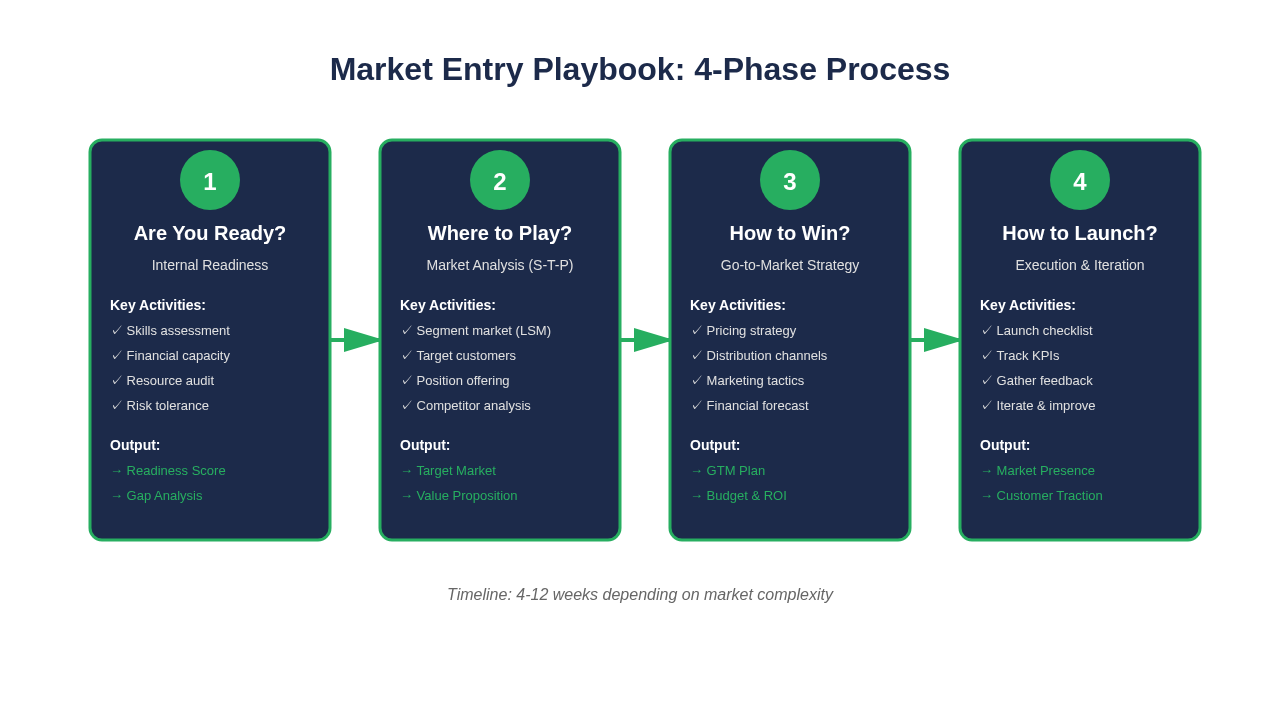 Market Entry Playbook: 4-Phase Process
1
Are You Ready?
Internal Readiness
Key Activities:
✓ Skills assessment
✓ Financial capacity
✓ Resource audit
✓ Risk tolerance
Output:
→ Readiness Score
→ Gap Analysis
2
Where to Play?
Market Analysis (S-T-P)
Key Activities:
✓ Segment market (LSM)
✓ Target customers
✓ Position offering
✓ Competitor analysis
Output:
→ Target Market
→ Value Proposition
3
How to Win?
Go-to-Market Strategy
Key Activities:
✓ Pricing strategy
✓ Distribution channels
✓ Marketing tactics
✓ Financial forecast
Output:
→ GTM Plan
→ Budget & ROI
4
How to Launch?
Execution & Iteration
Key Activities:
✓ Launch checklist
✓ Track KPIs
✓ Gather feedback
✓ Iterate & improve
Output:
→ Market Presence
→ Customer Traction
Timeline: 4-12 weeks depending on market complexity